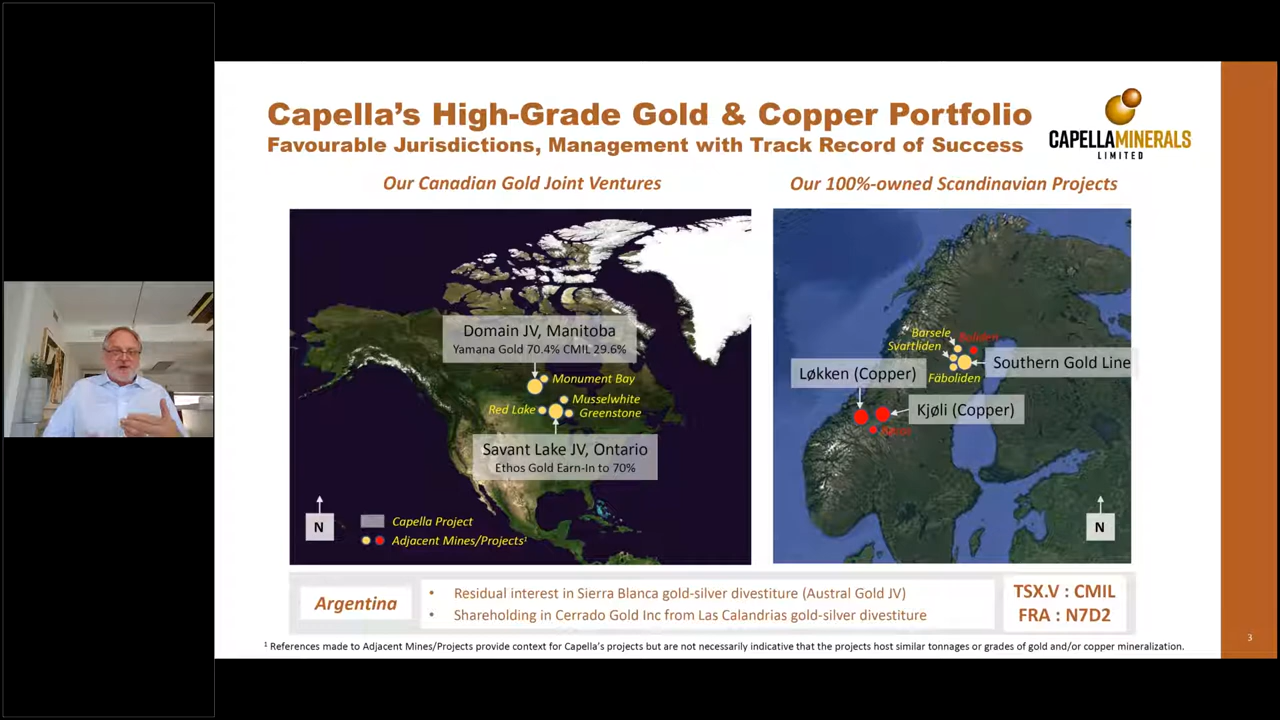 Capella's High-Grade Gold & Copper Portfolio
Favourable Jurisdictions, Management with Track Record of Success
CAPELLAMINERALS
LIMITED
Our Canadian Gold Joint Ventures
Our 100%-owned Scandinavian Projects
Domain JV, Manitoba
Yamana Gold 70.4% CMIL 29.6%
Monument Bay
Musselwhite
Red Lake
Greenstone
Savant Lake JV, Ontario
Ethos Gold Earn-In to 70%
N
Capella Project
Adjacent Mines/Projects¹
Barsele
Boliden
Svartliden
Southern Gold Line
Fäboliden
Løkken (Copper)
Kjøli (Copper)
N
Argentina
• Residual interest in Sierra Blanca gold-silver divestiture (Austral Gold JV)
• Shareholding in Cerrado Gold Inc from Las Calandrias gold-silver divestiture
TSX.V : CMIL
FRA : N7D2
¹ References made to Adjacent Mines/Projects provide context for Capella's projects but are not necessarily indicative that the projects host similar tonnages or grades of gold and/or copper mineralization.
3